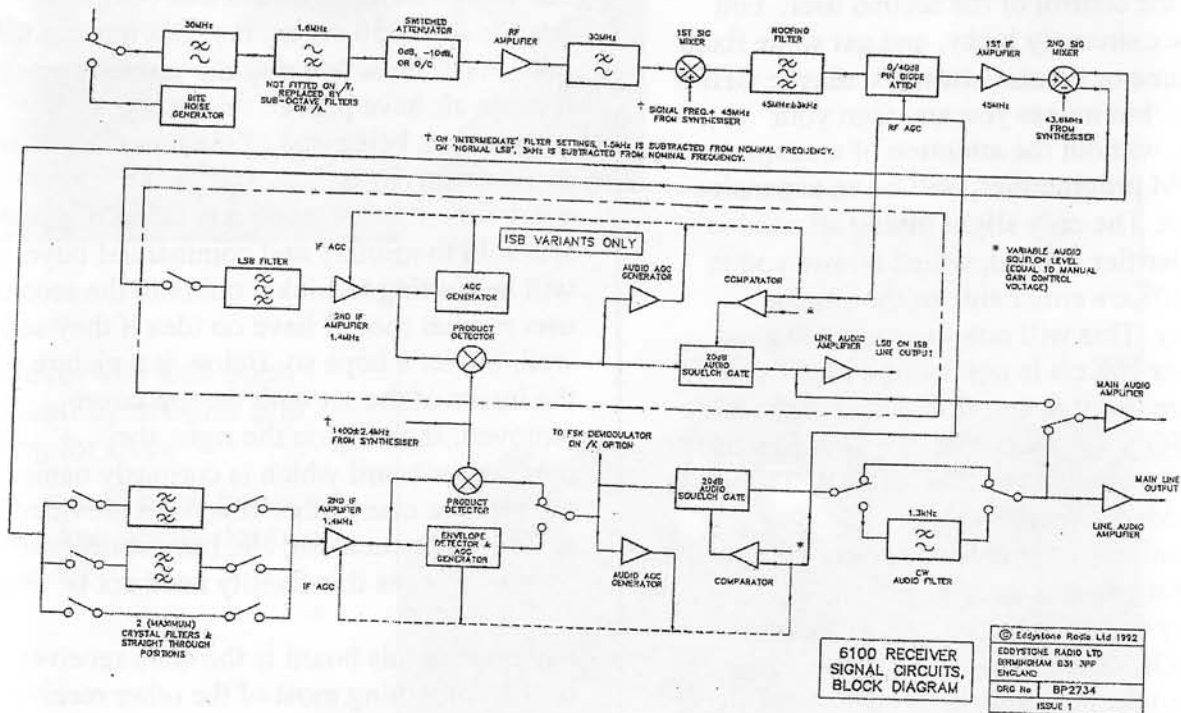 30MHz
1.6MHz
NOT FITTED ON /Y,
REPLACED BY
SUB-OCTAVE FILTERS
ON /A.
BITE
NOISE
GENERATOR
SWITCHED
ATTENUATOR
0dB, -10dB,
OR O/C
RF
AMPLIFIER
30MHz
1ST SIG
MIXER
† SIGNAL FREQ.+ 45MHz
FROM SYNTHESISER
ROOFING
FILTER
45MHz±3kHz
0/40dB
PIN DIODE
ATTEN
RF AGC
1ST IF
AMPLIFIER
45MHz
2ND SIG
MIXER
43.6MHz
FROM
SYNTHESISER
† ON 'INTERMEDIATE' FILTER SETTINGS, 1.5kHz IS SUBTRACTED FROM NOMINAL FREQUENCY.
ON 'NORMAL LSB', 3kHz IS SUBTRACTED FROM NOMINAL FREQUENCY.
ISB VARIANTS ONLY
LSB FILTER
IF AGC
2ND IF
AMPLIFIER
1.4MHz
AGC
GENERATOR
PRODUCT
DETECTOR
AUDIO AGC
GENERATOR
COMPARATOR
*
20dB
AUDIO
SQUELCH GATE
LINE AUDIO
AMPLIFIER
LSB ON ISB
LINE OUTPUT
* VARIABLE AUDIO
SQUELCH LEVEL
(EQUAL TO MANUAL
GAIN CONTROL
VOLTAGE)
MAIN AUDIO
AMPLIFIER
1400±2.4kHz
FROM SYNTHESISER
TO FSK DEMODULATOR
ON /K OPTION
PRODUCT
DETECTOR
2ND IF
AMPLIFIER
1.4MHz
IF AGC
ENVELOPE
DETECTOR &
AGC
GENERATOR
20dB
AUDIO
SQUELCH GATE
AUDIO AGC
GENERATOR
COMPARATOR
*
1.3kHz
CW
AUDIO FILTER
MAIN LINE
OUTPUT
LINE AUDIO
AMPLIFIER
2 (MAXIMUM)
CRYSTAL FILTERS &
STRAIGHT THROUGH
POSITIONS
6100 RECEIVER
SIGNAL CIRCUITS,
BLOCK DIAGRAM
© Eddystone Radio Ltd 1992
EDDYSTONE RADIO LTD
BIRMINGHAM B31 3PP
ENGLAND
DRG No BP2734
ISSUE 1